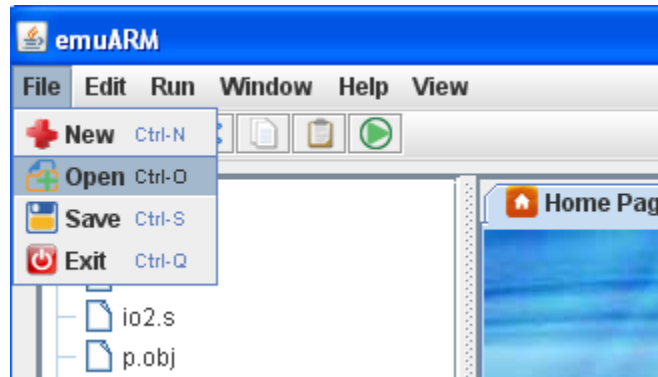 emuARM
File Edit Run Window Help View
New Ctrl-N
Open Ctrl-O
Save Ctrl-S
Exit Ctrl-Q
Home Pag
io2.s
p.obj